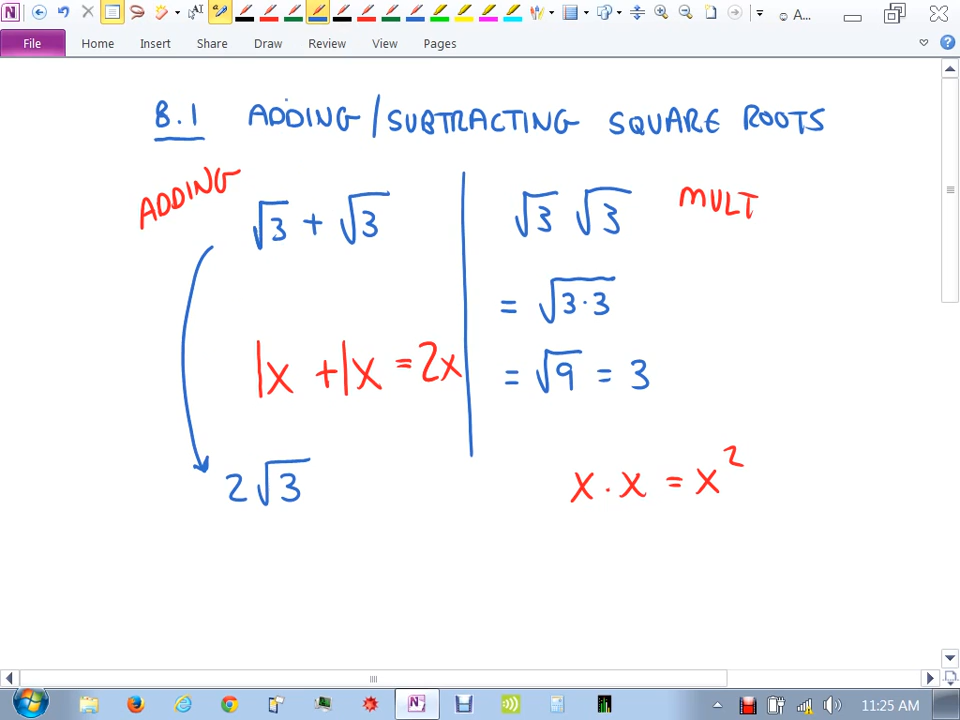 A...
File Home Insert Share Draw Review View Pages
8.1 ADDING/SUBTRACTING SQUARE ROOTS
ADDING
√3 + √3
1x + 1x = 2x
2√3
MULT
√3 √3
= √3·3
= √9 = 3
x · x = x²
11:25 AM